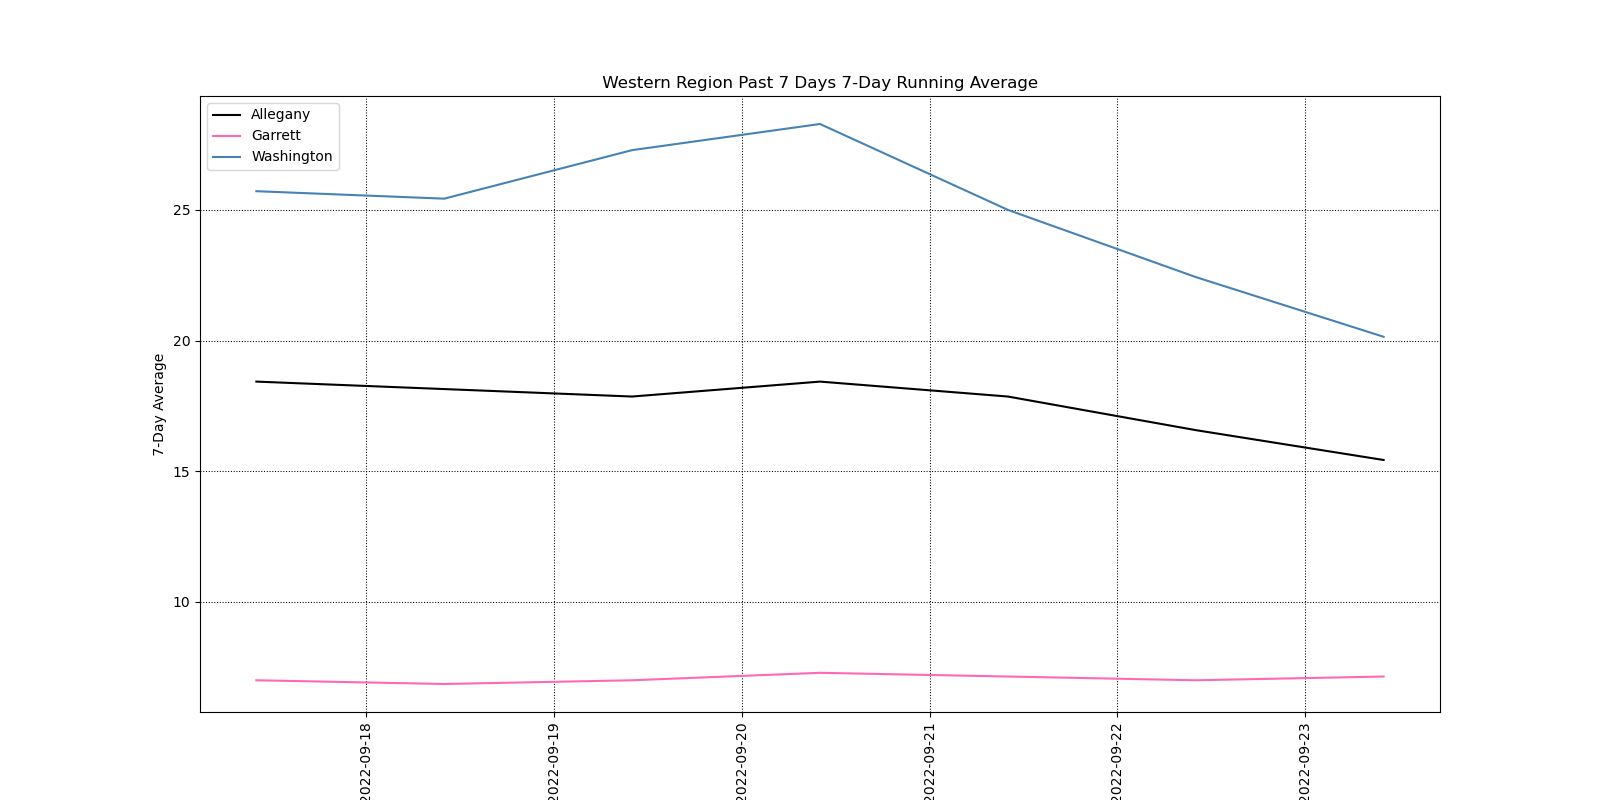 Western Region Past 7 Days 7-Day Running Average
Allegany
Garrett
Washington
7-Day Average
25
20
15
10
2022-09-18
2022-09-19
2022-09-20
2022-09-21
2022-09-22
2022-09-23